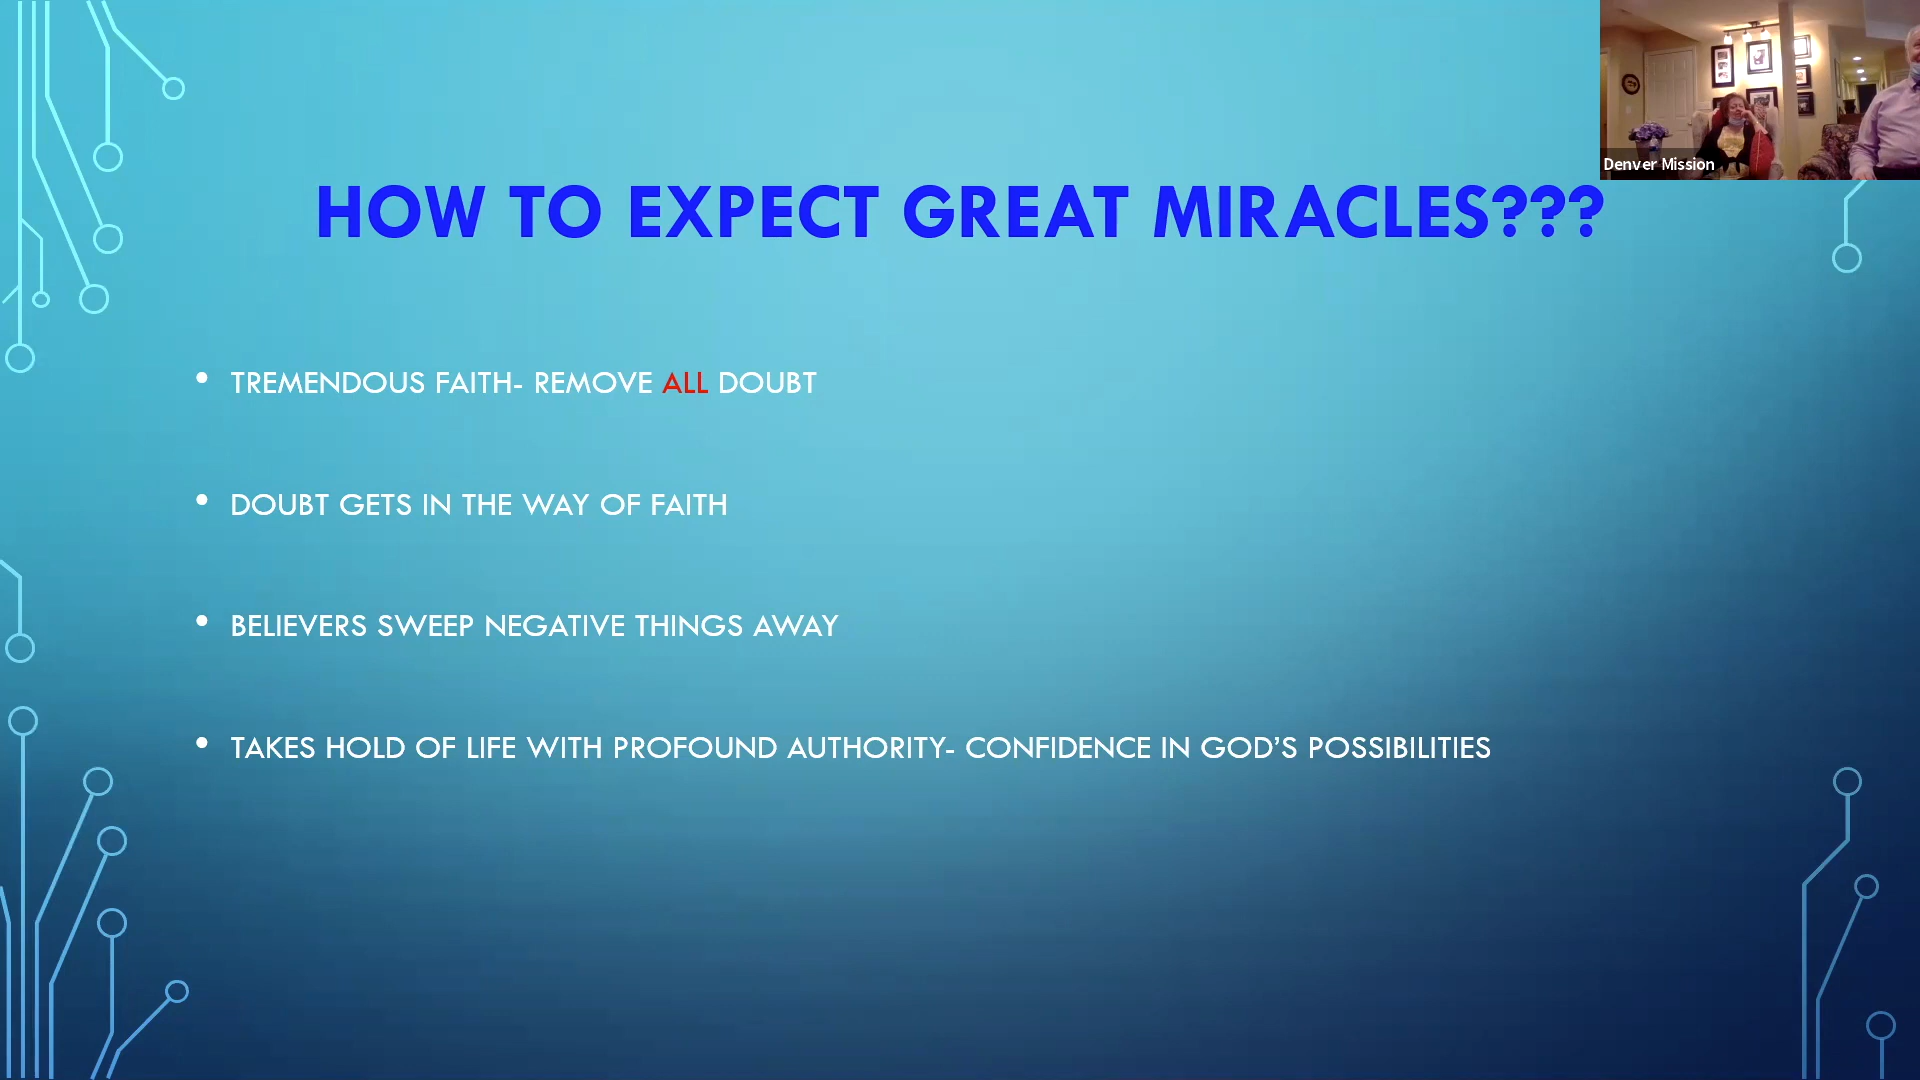 Denver Mission
HOW TO EXPECT GREAT MIRACLES???
• TREMENDOUS FAITH- REMOVE ALL DOUBT
• DOUBT GETS IN THE WAY OF FAITH
• BELIEVERS SWEEP NEGATIVE THINGS AWAY
• TAKES HOLD OF LIFE WITH PROFOUND AUTHORITY- CONFIDENCE IN GOD’S POSSIBILITIES